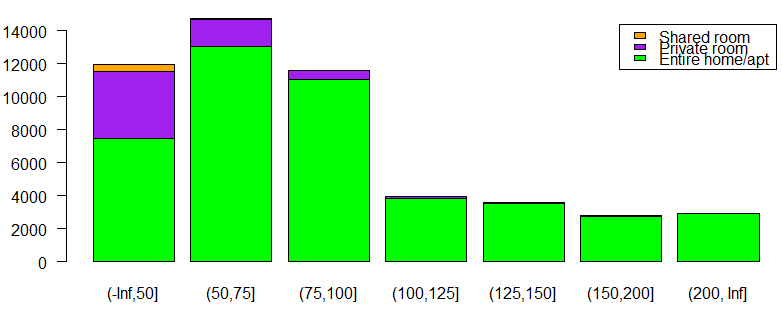 14000
12000
10000
8000
6000
4000
2000
0
Shared room
Private room
Entire home/apt
(-Inf,50] (50,75] (75,100] (100,125] (125,150] (150,200] (200, Inf]